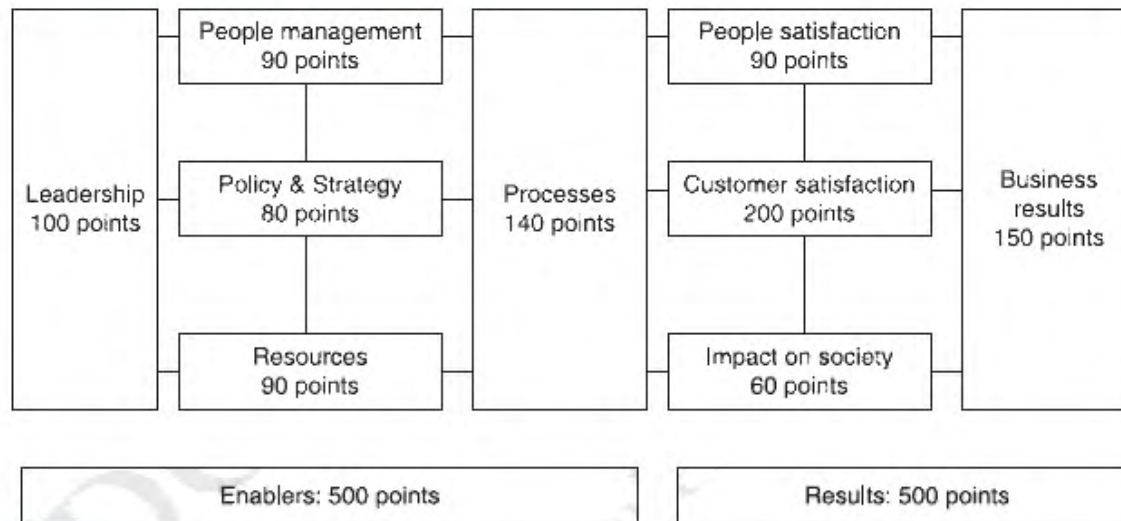 People management
90 points
People satisfaction
90 points
Leadership
100 points
Policy & Strategy
80 points
Processes
140 points
Customer satisfaction
200 points
Business
results
150 points
Resources
90 points
Impact on society
60 points
Enablers: 500 points
Results: 500 points